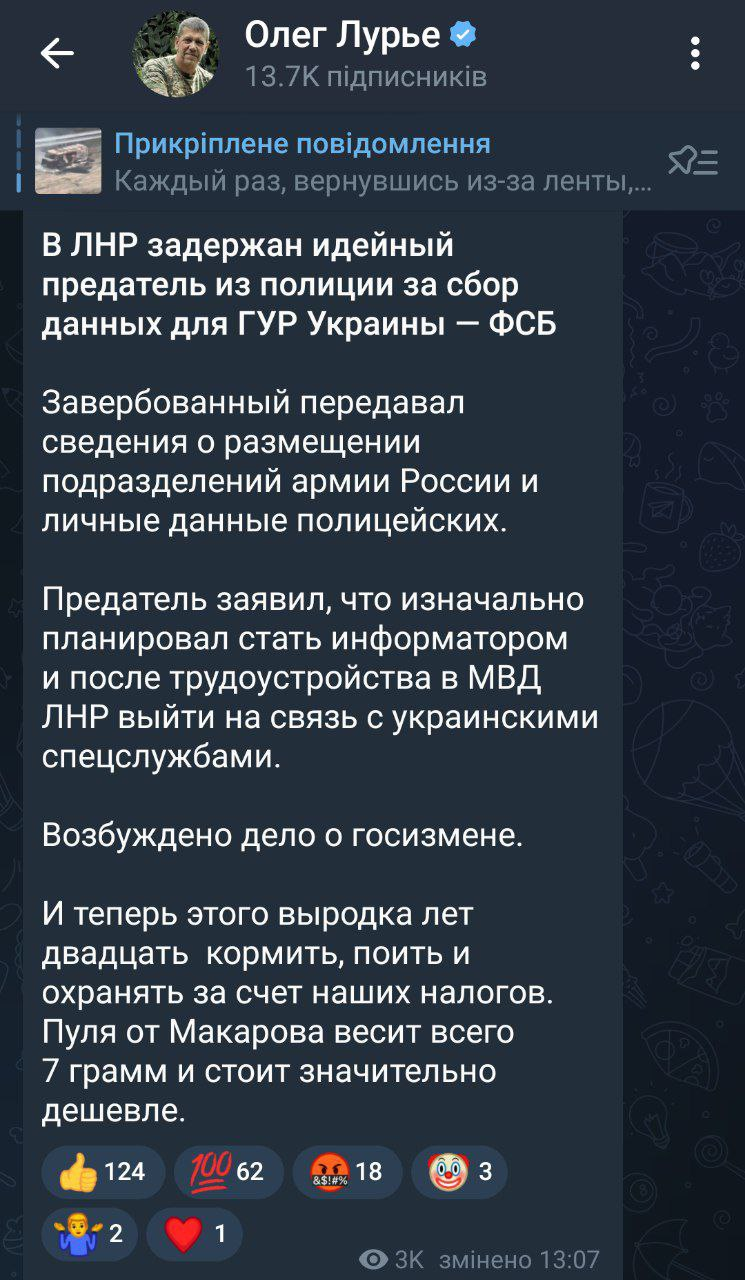 Олег Лурье
13.7K підписників
Прикріплене повідомлення
Каждый раз, вернувшись из-за ленты,...
В ЛНР задержан идейный
предатель из полиции за сбор
данных для ГУР Украины — ФСБ
Завербованный передавал
сведения о размещении
подразделений армии России и
личные данные полицейских.
Предатель заявил, что изначально
планировал стать информатором
и после трудоустройства в МВД
ЛНР выйти на связь с украинскими
спецслужбами.
Возбуждено дело о госизмене.
И теперь этого выродка лет
двадцать  кормить, поить и
охранять за счет наших налогов.
Пуля от Макарова весит всего
7 грамм и стоит значительно
дешевле.
👍 124 💯 62 🤬 18 🤡 3
🤷‍♂️ 2 ❤️ 1
3K змінено 13:07